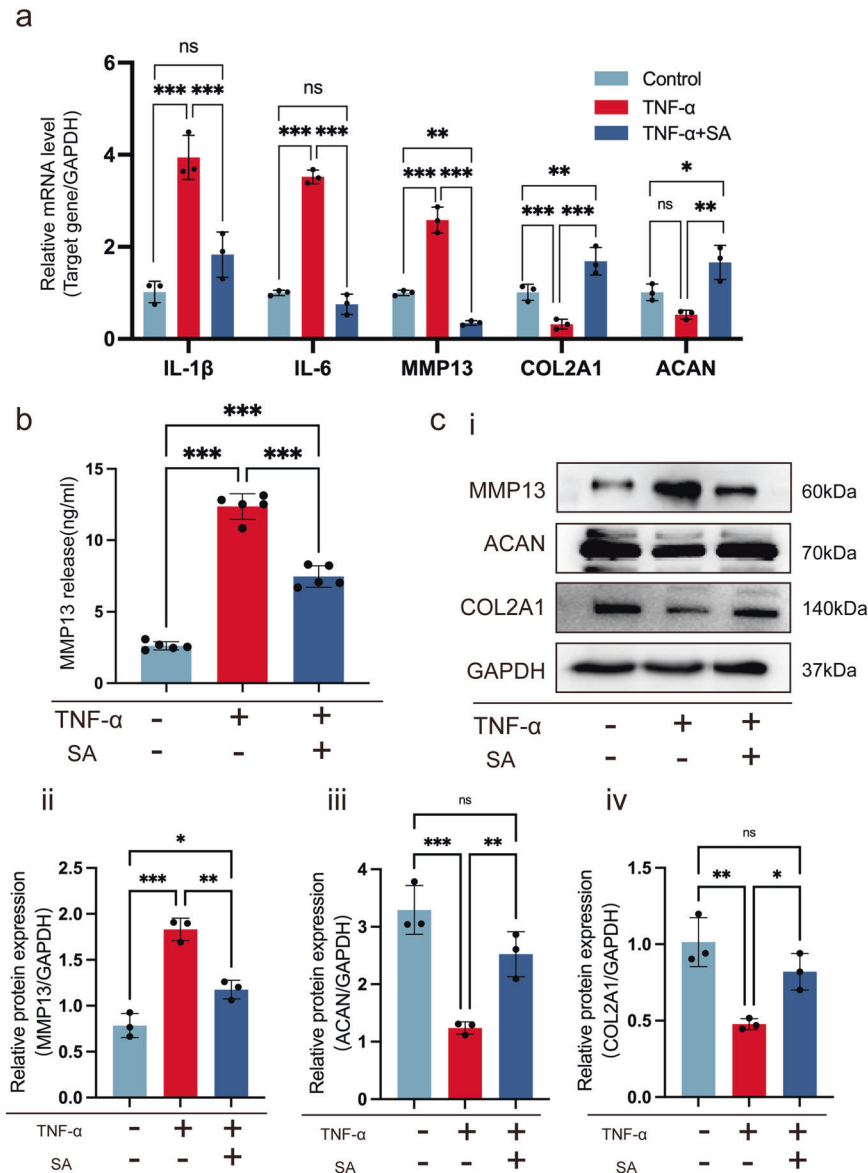 a
ns
ns
*** ***
*** ***
**
*** ***
**
*** ***
*
ns **
Control
TNF-α
TNF-α+SA
Relative mRNA level
(Target gene/GAPDH)
6
4
2
0
IL-1β IL-6 MMP13 COL2A1 ACAN
b
***
*** ***
MMP13 release(ng/ml)
15
10
5
0
TNF-α - + +
SA - - +
c i
MMP13 60kDa
ACAN 70kDa
COL2A1 140kDa
GAPDH 37kDa
TNF-α - + +
SA - - +
ii
*
*** **
Relative protein expression
(MMP13/GAPDH)
2.5
2.0
1.5
1.0
0.5
0.0
TNF-α - + +
SA - - +
iii
ns
*** **
Relative protein expression
(ACAN/GAPDH)
4
3
2
1
0
TNF-α - + +
SA - - +
iv
ns
** *
Relative protein expression
(COL2A1/GAPDH)
1.5
1.0
0.5
0.0
TNF-α - + +
SA - - +